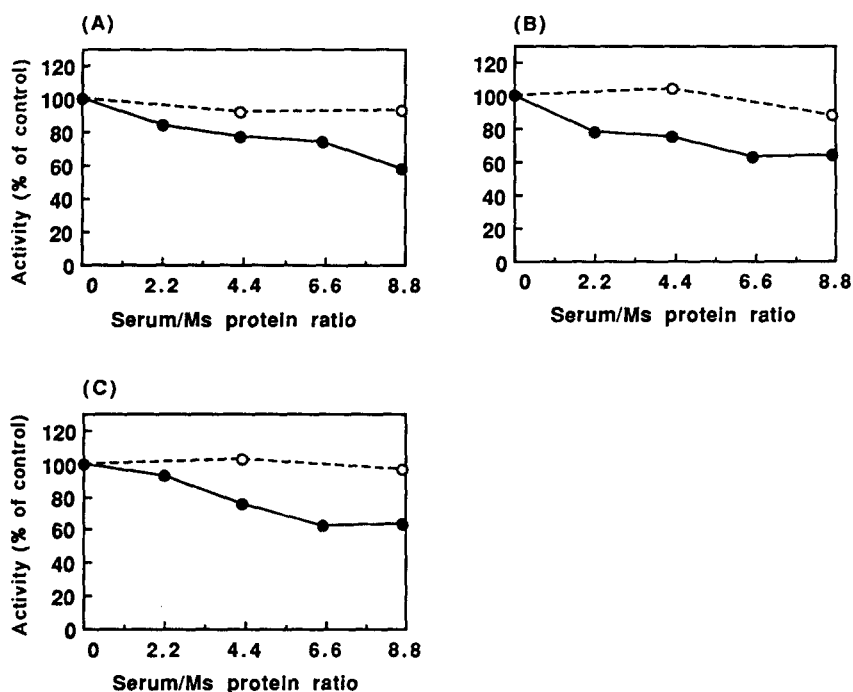 (A)
Activity (% of control)
120
100
80
60
40
20
0
0 2.2 4.4 6.6 8.8
Serum/Ms protein ratio
(B)
120
100
80
60
40
20
0
0 2.2 4.4 6.6 8.8
Serum/Ms protein ratio
(C)
Activity (% of control)
120
100
80
60
40
20
0
0 2.2 4.4 6.6 8.8
Serum/Ms protein ratio